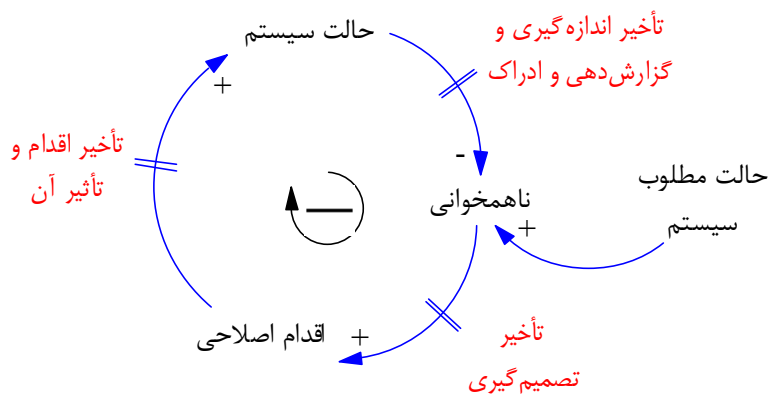 حالت سیستم
تأخیر اندازه‌گیری و
گزارش‌دهی و ادراک
+
تأخیر اقدام و
تأثیر آن
-
حالت مطلوب
سیستم
ناهمخوانی
+
اقدام اصلاحی
+
تأخیر
تصمیم‌گیری